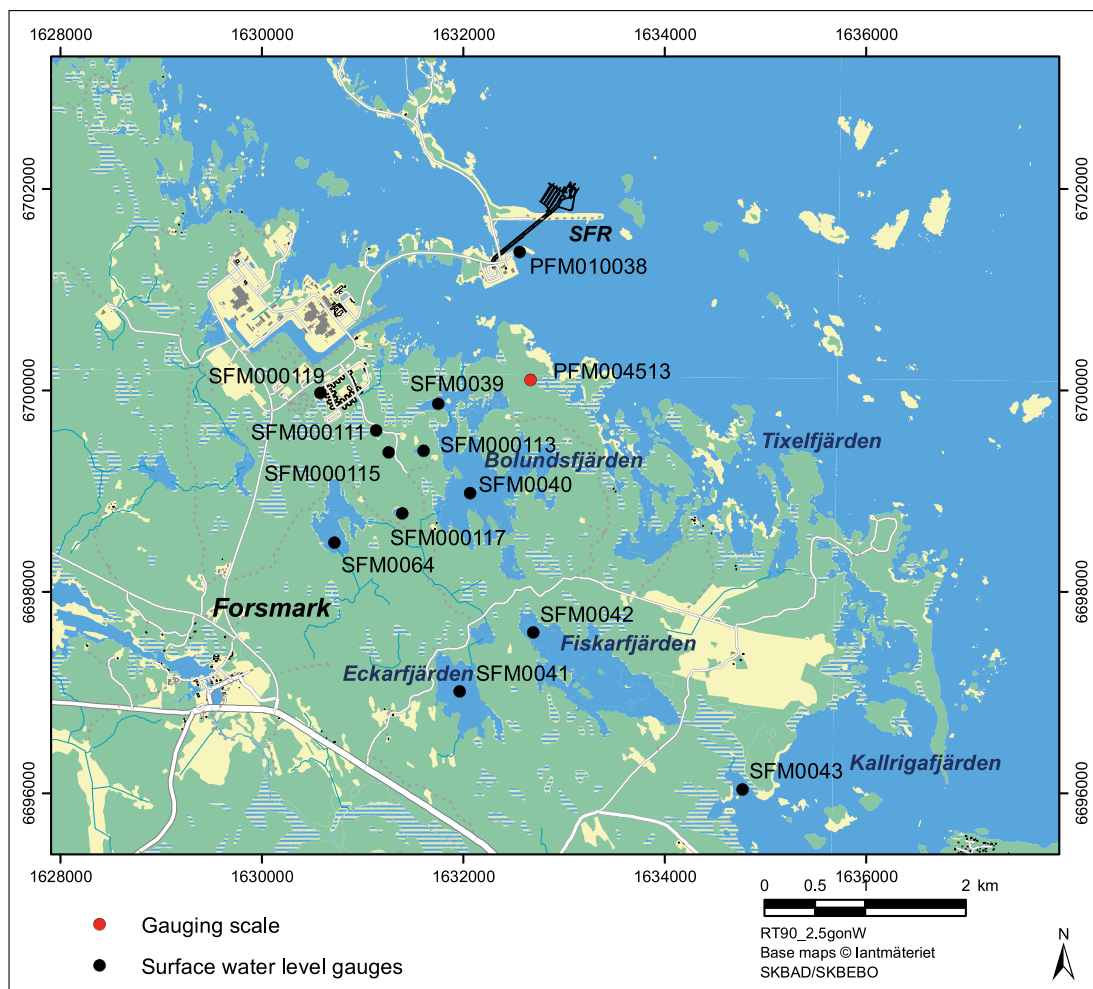 1628000 1630000 1632000 1634000 1636000
6702000 6702000
SFR
PFM010038
6700000 6700000
SFM000119
SFM0039
PFM004513
SFM000111
SFM000113
Tixelfjärden
SFM000115
Bolundsfjärden
SFM0040
SFM000117
SFM0064
6698000 6698000
Forsmark
SFM0042
Fiskarfjärden
Eckarfjärden
SFM0041
SFM0043
Kallrigafjärden
6696000 6696000
1628000 1630000 1632000 1634000 1636000
0 0.5 1 2 km
Gauging scale
Surface water level gauges
RT90_2.5gonW
Base maps © lantmäteriet
SKBAD/SKBEBO
N